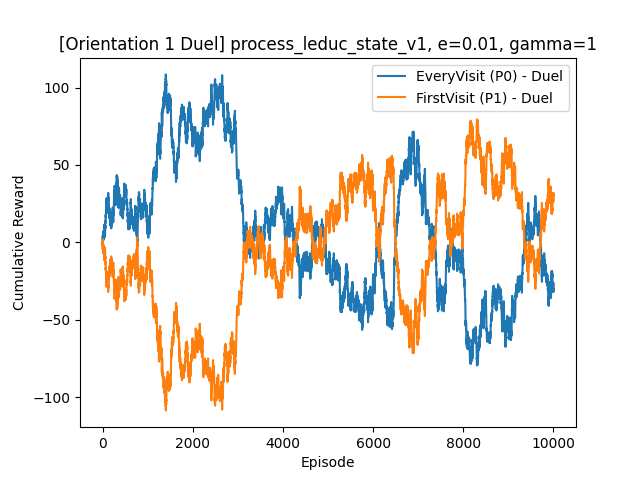 [Orientation 1 Duel] process_leduc_state_v1, e=0.01, gamma=1
EveryVisit (P0) - Duel
FirstVisit (P1) - Duel
100
50
0
−50
−100
Cumulative Reward
0 2000 4000 6000 8000 10000
Episode